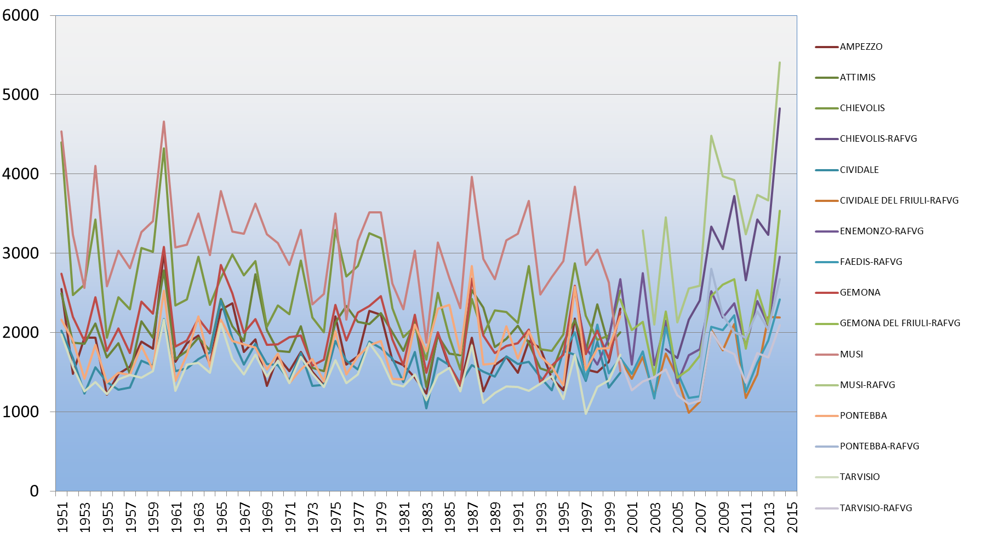 6000
5000
4000
3000
2000
1000
0
1951
1953
1955
1957
1959
1961
1963
1965
1967
1969
1971
1973
1975
1977
1979
1981
1983
1985
1987
1989
1991
1993
1995
1997
1999
2001
2003
2005
2007
2009
2011
2013
2015
AMPEZZO
ATTIMIS
CHIEVOLIS
CHIEVOLIS-RAFVG
CIVIDALE
CIVIDALE DEL FRIULI-RAFVG
ENEMONZO-RAFVG
FAEDIS-RAFVG
GEMONA
GEMONA DEL FRIULI-RAFVG
MUSI
MUSI-RAFVG
PONTEBBA
PONTEBBA-RAFVG
TARVISIO
TARVISIO-RAFVG